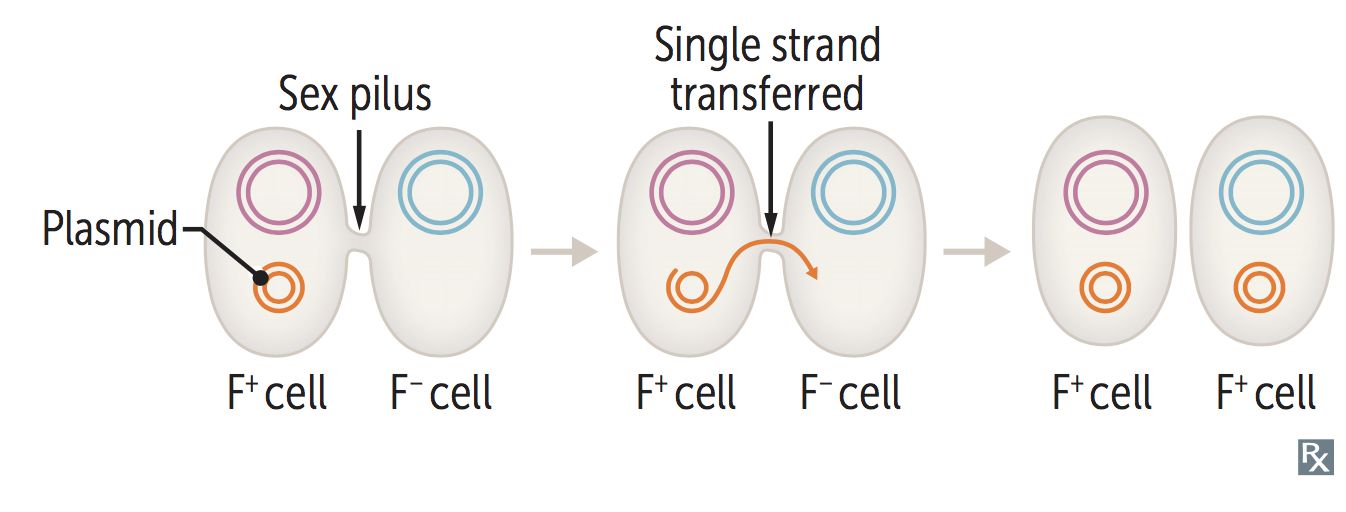 Single strand
transferred
Sex pilus
Plasmid
F⁺ cell
F⁻ cell
F⁺ cell
F⁻ cell
F⁺ cell
F⁺ cell
Rx